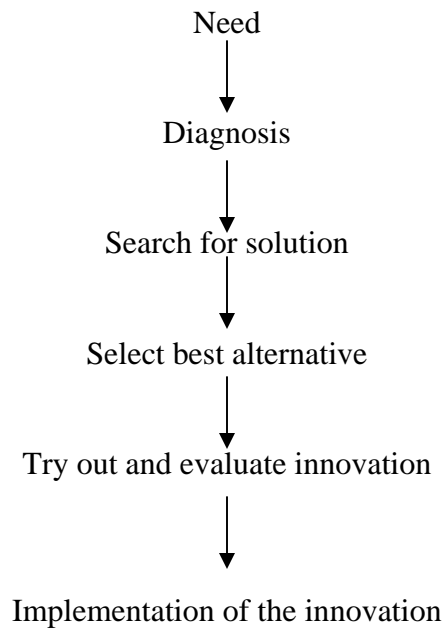 Need
Diagnosis
Search for solution
Select best alternative
Try out and evaluate innovation
Implementation of the innovation